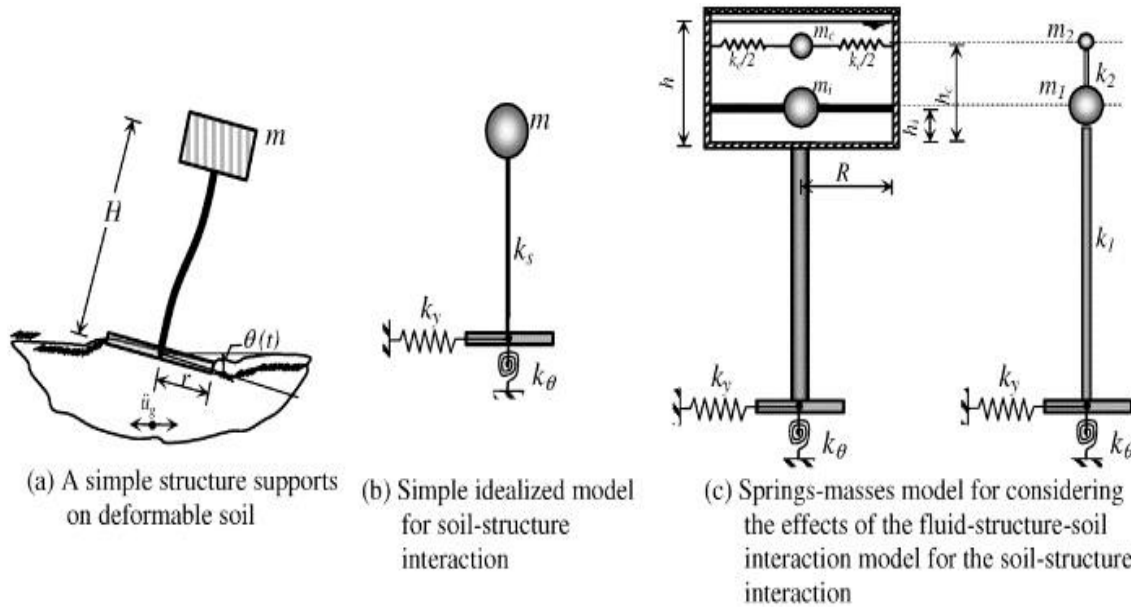 m
H
θ(t)
r
ü_g
(a) A simple structure supports
on deformable soil
m
k_s
k_y
k_θ
(b) Simple idealized model
for soil-structure
interaction
h
m_c
k_c/2
k_c/2
m_i
h_c
h_i
R
k_y
k_θ
m_2
k_2
m_1
k_1
k_y
k_θ
(c) Springs-masses model for considering
the effects of the fluid-structure-soil
interaction model for the soil-structure
interaction